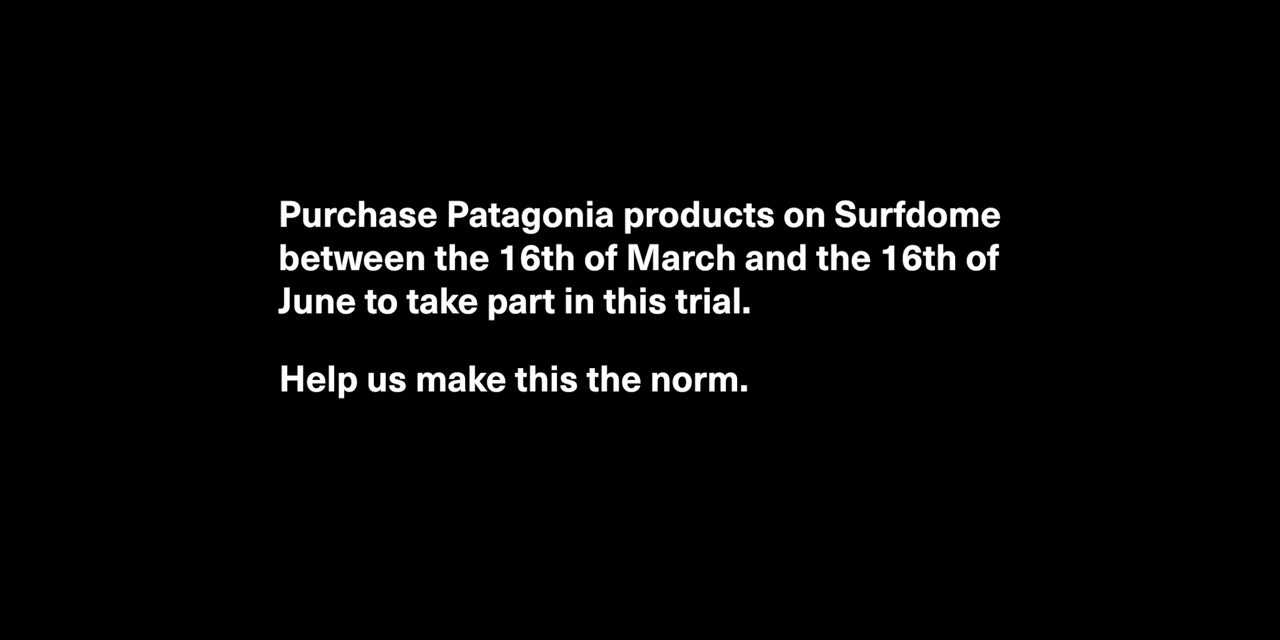 Purchase Patagonia products on Surfdome
between the 16th of March and the 16th of
June to take part in this trial.
Help us make this the norm.